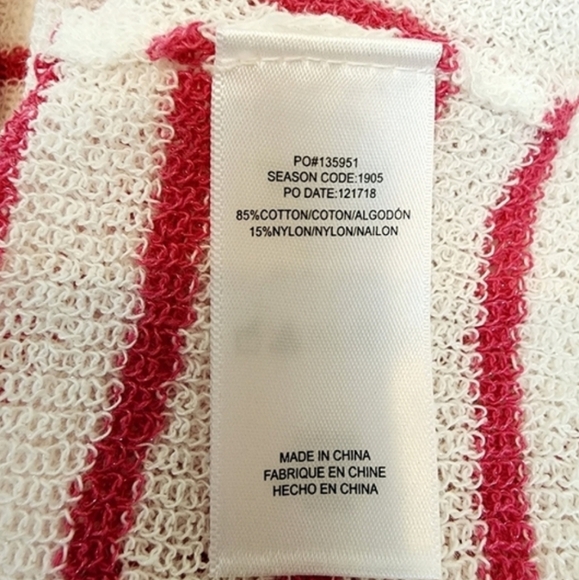 PO#135951
SEASON CODE:1905
PO DATE:121718
85%COTTON/COTON/ALGODÓN
15%NYLON/NYLON/NAILON
MADE IN CHINA
FABRIQUE EN CHINE
HECHO EN CHINA